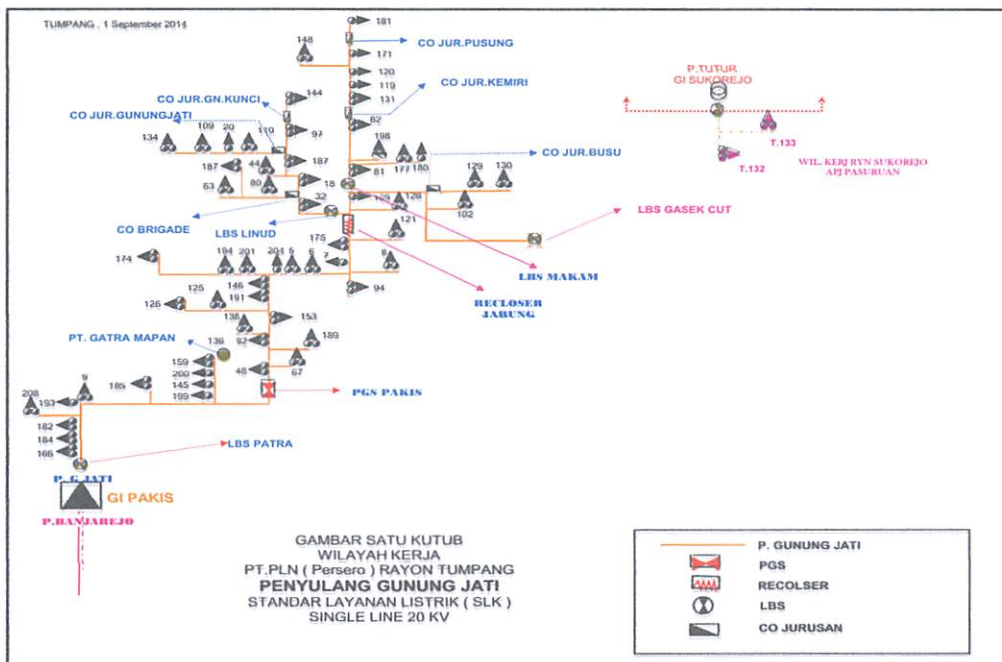 TUMPANG , 1 September 2014
181
148
CO JUR.PUSUNG
171
120
119
131
CO JUR.KEMIRI
144
CO JUR.GN.KUNCI
CO JUR.GUNUNGJATI
P.TUTUR
GI SUKOREJO
T.133
T.132
WIL. KERJ RYN SUKOREJO
APJ PASURUAN
134
109
20
110
97
82
198
177
180
CO JUR.BUSU
129
130
187
44
187
81
63
80
18
32
128
102
121
CO BRIGADE
LBS LINUD
LBS GASEK CUT
175
7
174
194
201
204
5
6
LBS MAKAM
94
RECLOSER
JABUNG
146
191
125
126
153
138
92
189
PT. GATRA MAPAN
136
159
200
145
199
48
67
PGS PAKIS
9
185
208
193
182
184
166
LBS PATRA
P. G.JATI
GI PAKIS
P.BANJAREJO
GAMBAR SATU KUTUB
WILAYAH KERJA
PT.PLN ( Persero ) RAYON TUMPANG
PENYULANG GUNUNG JATI
STANDAR LAYANAN LISTRIK ( SLK )
SINGLE LINE 20 KV
P. GUNUNG JATI
PGS
RECOLSER
LBS
CO JURUSAN